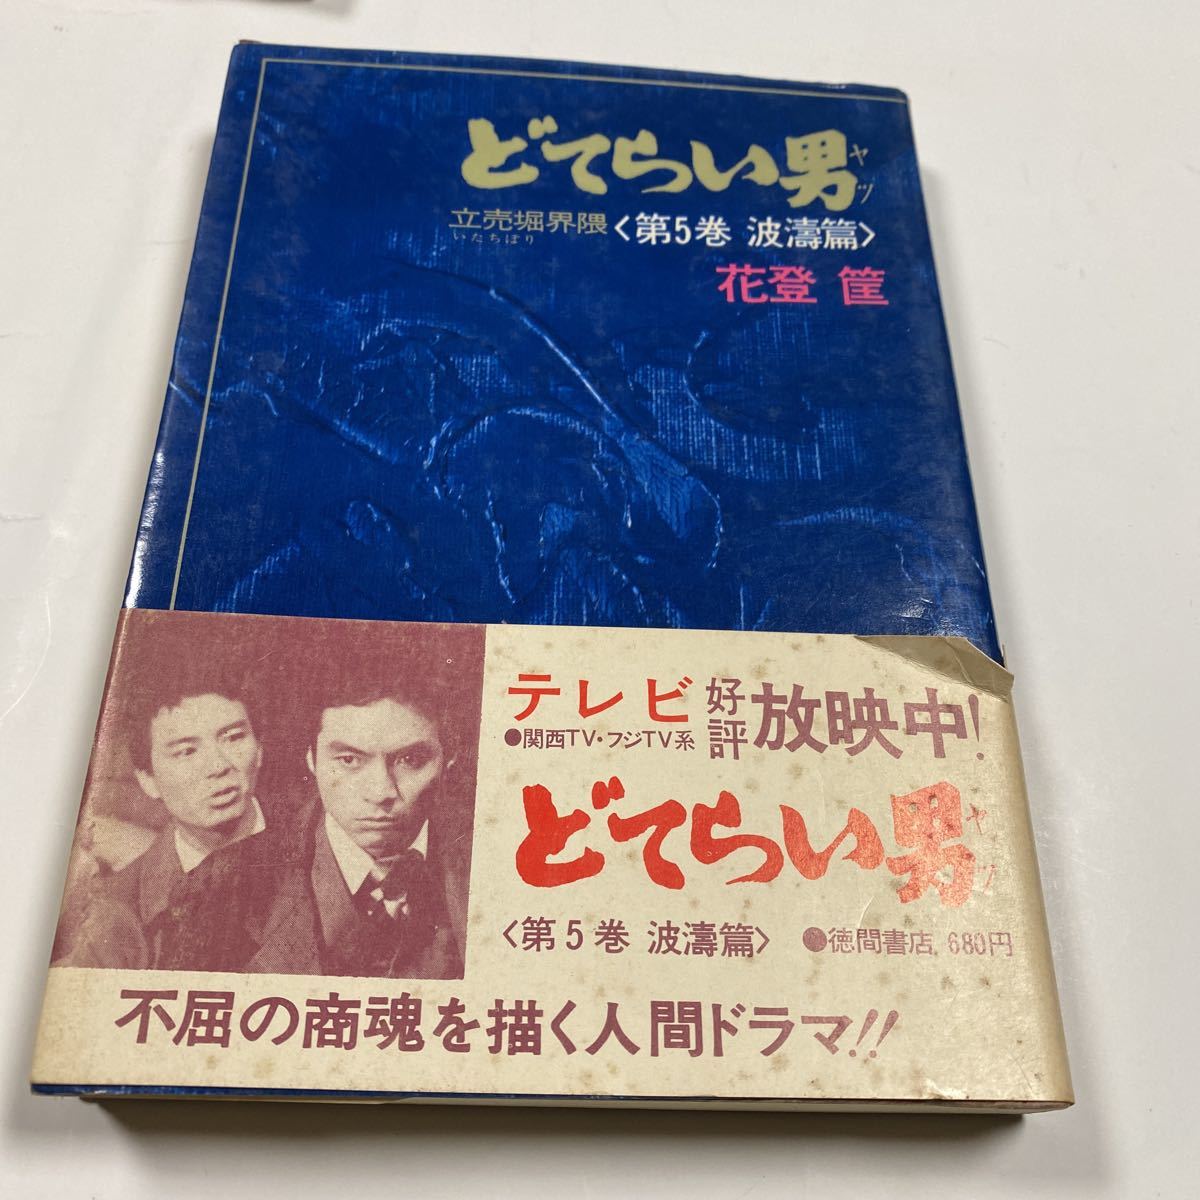 どてらい男
ヤツ
立売堀界隈〈第5巻 波濤篇〉
いたちぼり
花登 筐
テレビ好評放映中!
●関西TV・フジTV系
どてらい男
ヤツ
〈第5巻 波濤篇〉 ●徳間書店 680円
不屈の商魂を描く人間ドラマ!!